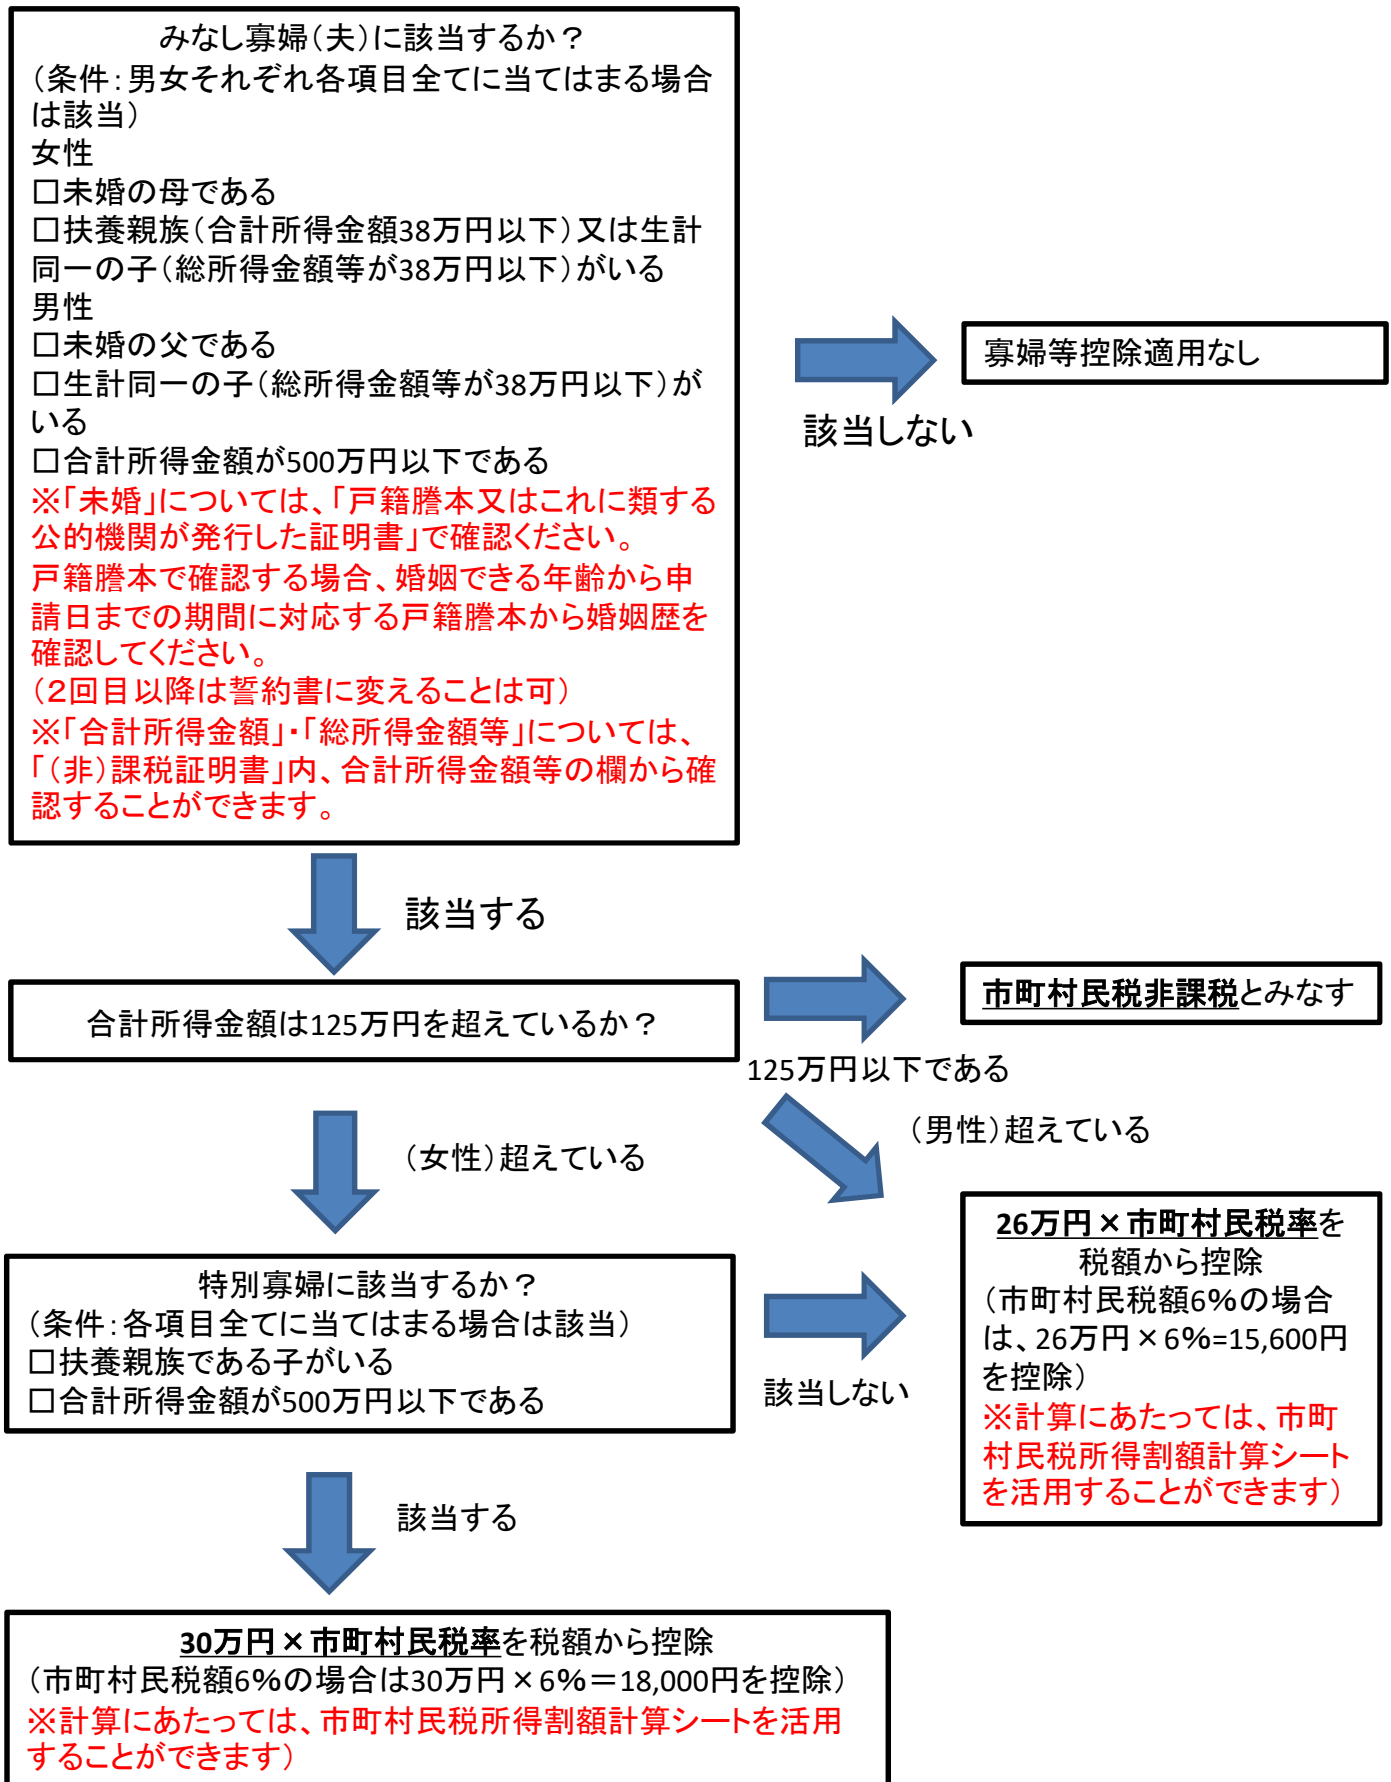 みなし寡婦(夫)に該当するか?
(条件:男女それぞれ各項目全てに当てはまる場合
は該当)
女性
□未婚の母である
□扶養親族(合計所得金額38万円以下)又は生計
同一の子(総所得金額等が38万円以下)がいる
男性
□未婚の父である
□生計同一の子(総所得金額等が38万円以下)が
いる
□合計所得金額が500万円以下である
※「未婚」については、「戸籍謄本又はこれに類する
公的機関が発行した証明書」で確認ください。
戸籍謄本で確認する場合、婚姻できる年齢から申
請日までの期間に対応する戸籍謄本から婚姻歴を
確認してください。
(2回目以降は誓約書に変えることは可)
※「合計所得金額」・「総所得金額等」については、
「(非)課税証明書」内、合計所得金額等の欄から確
認することができます。
該当しない
寡婦等控除適用なし
該当する
合計所得金額は125万円を超えているか?
125万円以下である
市町村民税非課税とみなす
(女性)超えている
(男性)超えている
特別寡婦に該当するか?
(条件:各項目全てに当てはまる場合は該当)
□扶養親族である子がいる
□合計所得金額が500万円以下である
該当しない
26万円×市町村民税率を
税額から控除
(市町村民税額6%の場合
は、26万円×6%=15,600円
を控除)
※計算にあたっては、市町
村民税所得割額計算シート
を活用することができます)
該当する
30万円×市町村民税率を税額から控除
(市町村民税額6%の場合は30万円×6%=18,000円を控除)
※計算にあたっては、市町村民税所得割額計算シートを活用
することができます)